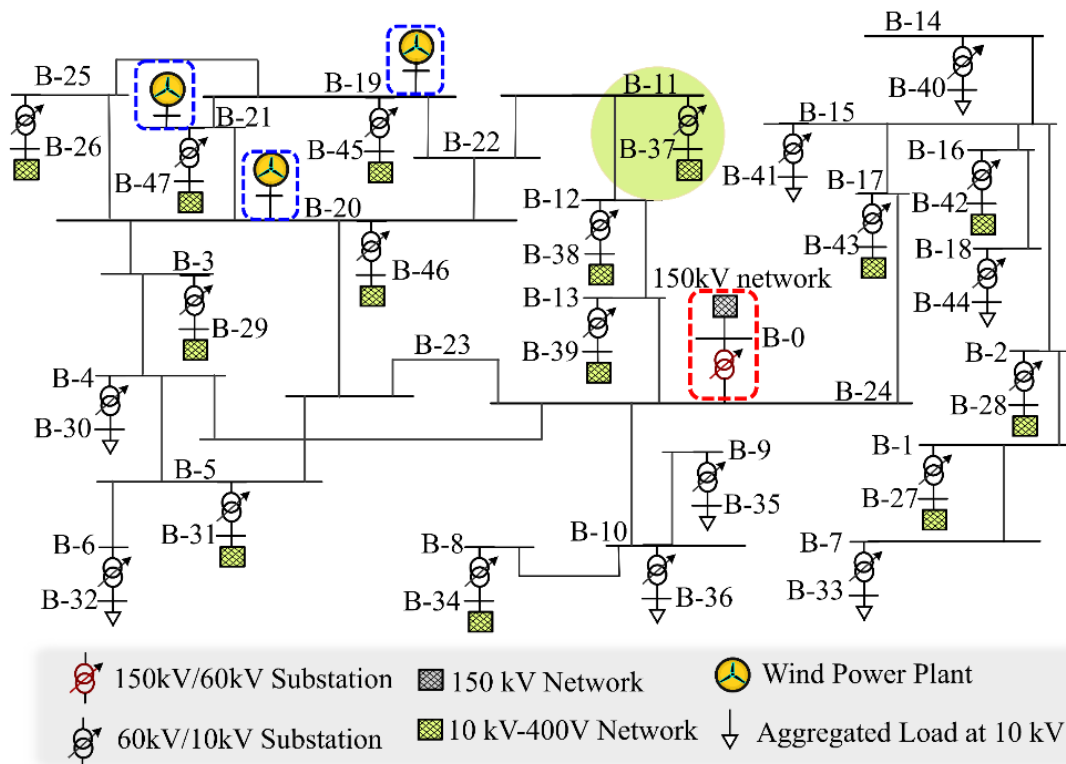 B-14
B-25
B-19
B-11
B-40
B-21
B-15
B-26
B-45
B-22
B-37
B-16
B-47
B-41
B-17
B-20
B-12
B-42
B-46
B-38
B-43
B-18
B-3
150kV network
B-13
B-44
B-29
B-0
B-23
B-39
B-2
B-4
B-24
B-28
B-30
B-9
B-1
B-5
B-35
B-27
B-31
B-10
B-6
B-8
B-7
B-32
B-34
B-36
B-33
150kV/60kV Substation
150 kV Network
Wind Power Plant
60kV/10kV Substation
10 kV-400V Network
Aggregated Load at 10 kV